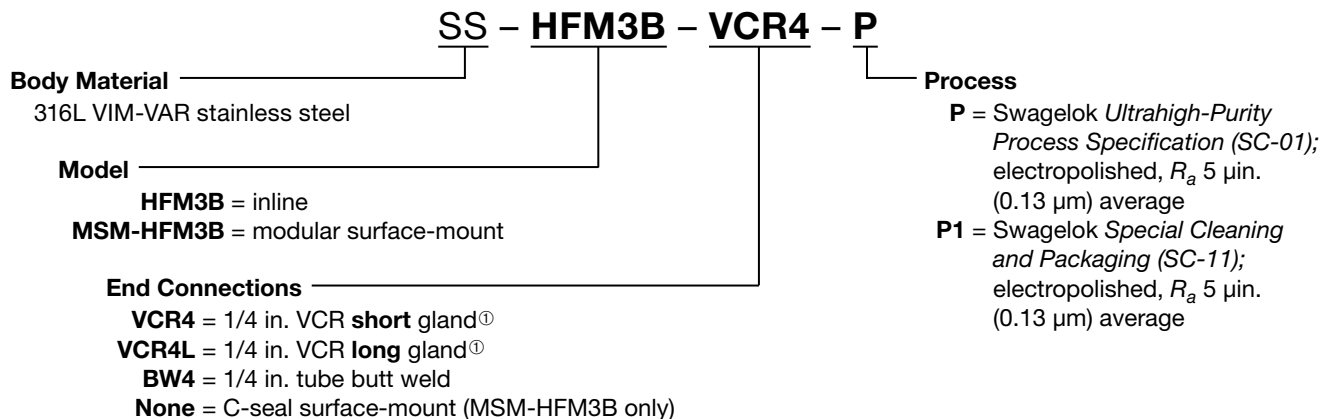 SS – HFM3B – VCR4 – P
Body Material
316L VIM-VAR stainless steel
Model
HFM3B = inline
MSM-HFM3B = modular surface-mount
End Connections
VCR4 = 1/4 in. VCR short gland①
VCR4L = 1/4 in. VCR long gland①
BW4 = 1/4 in. tube butt weld
None = C-seal surface-mount (MSM-HFM3B only)
Process
P = Swagelok Ultrahigh-Purity
Process Specification (SC-01);
electropolished, Ra 5 μin.
(0.13 μm) average
P1 = Swagelok Special Cleaning
and Packaging (SC-11);
electropolished, Ra 5 μin.
(0.13 μm) average